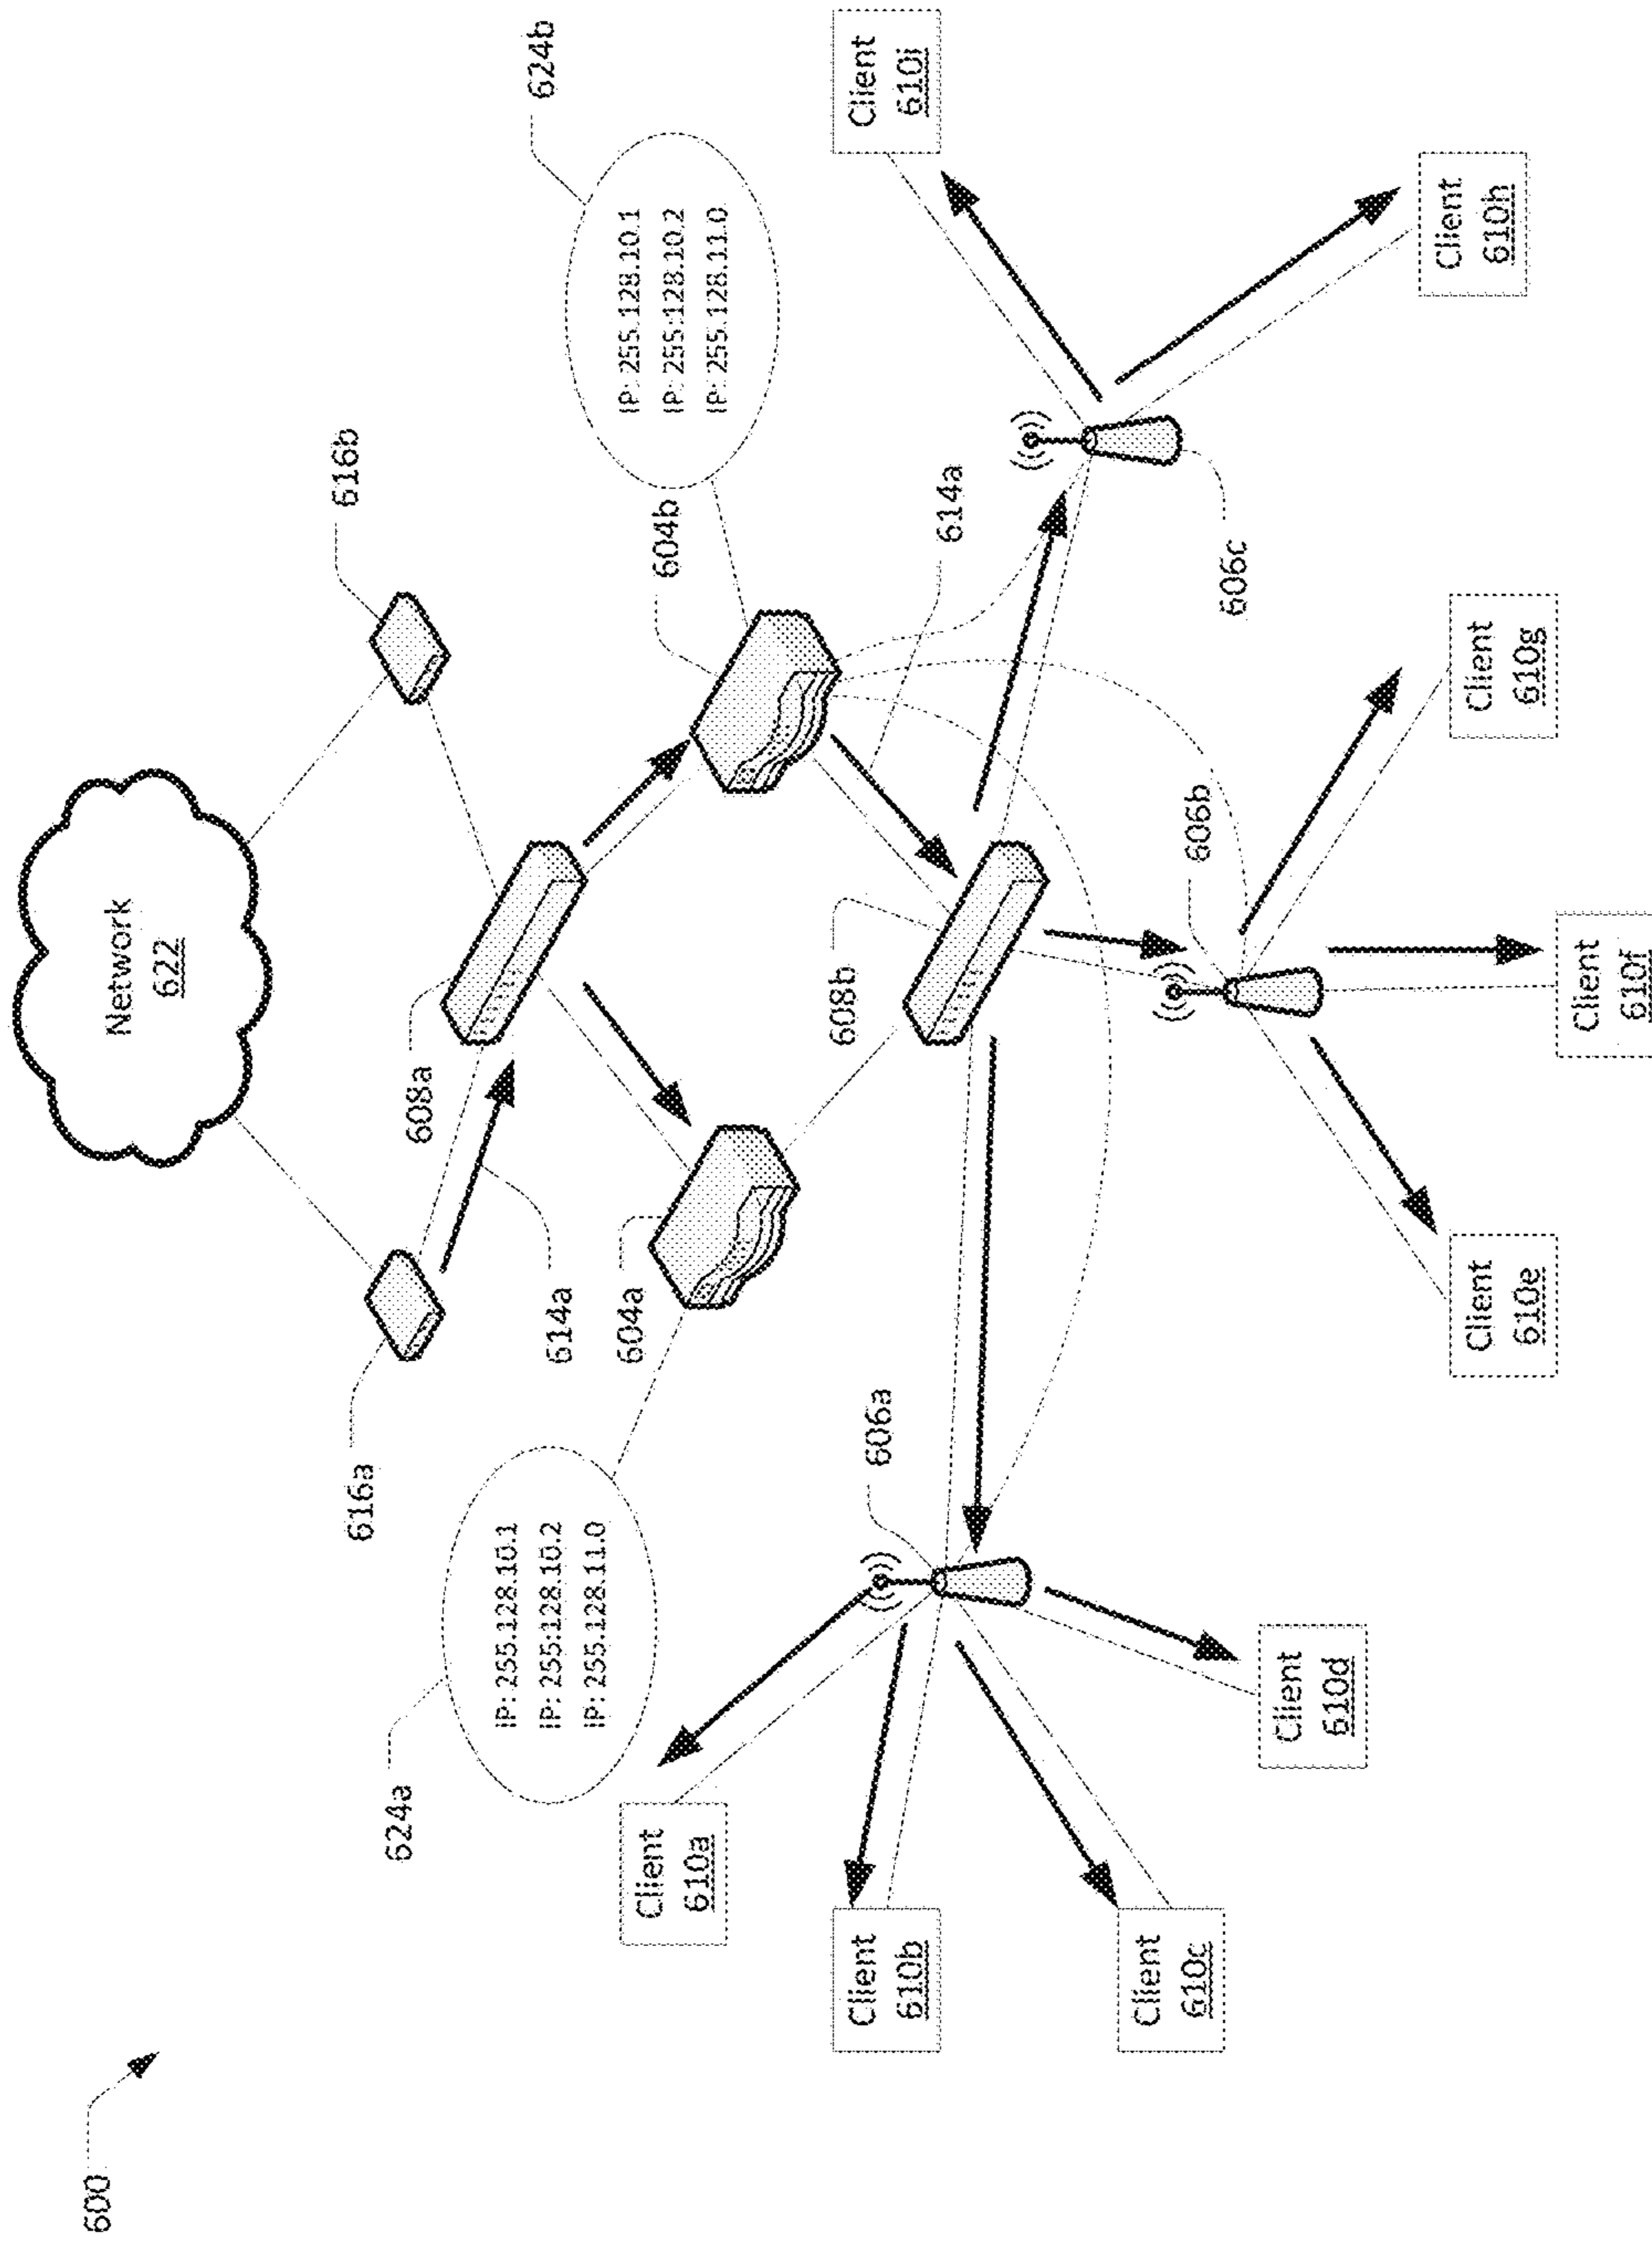 600
Network
622
616a
616b
608a
614a
604a
604b
624a
IP: 255.128.10.1
IP: 255:128.10.2
IP: 255.128.11.0
624b
IP: 255.128.10.1
IP: 255:128.10.2
IP: 255.128.11.0
614a
608b
606a
606b
606c
Client
610a
Client
610b
Client
610c
Client
610d
Client
610e
Client
610f
Client
610g
Client
610h
Client
610i